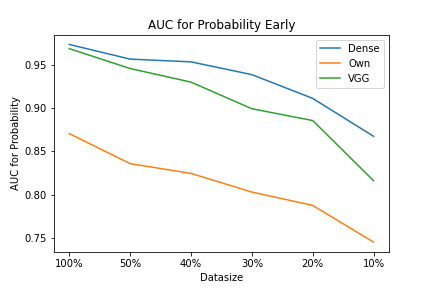 AUC for Probability Early
Dense
Own
VGG
AUC for Probability
0.95
0.90
0.85
0.80
0.75
100%
50%
40%
30%
20%
10%
Datasize